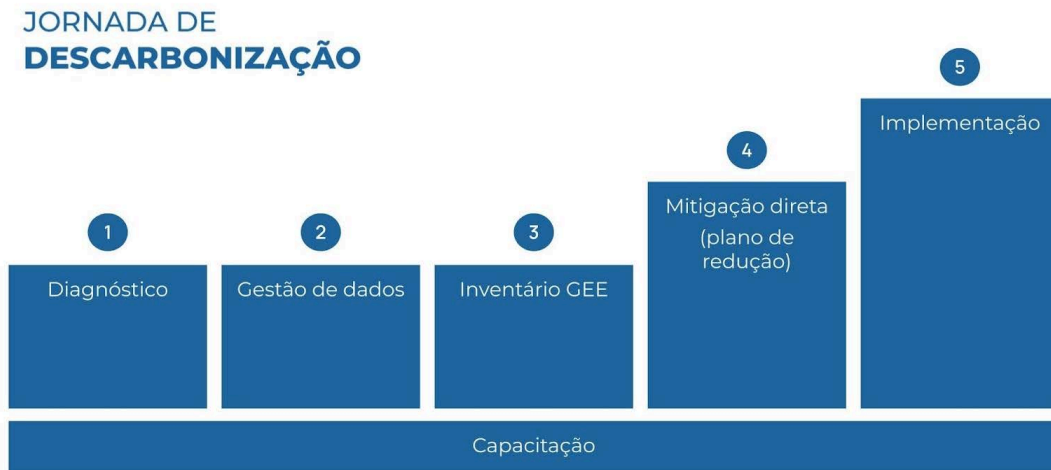 JORNADA DE
DESCARBONIZAÇÃO
1
Diagnóstico
2
Gestão de dados
3
Inventário GEE
4
Mitigação direta
(plano de
redução)
5
Implementação
Capacitação